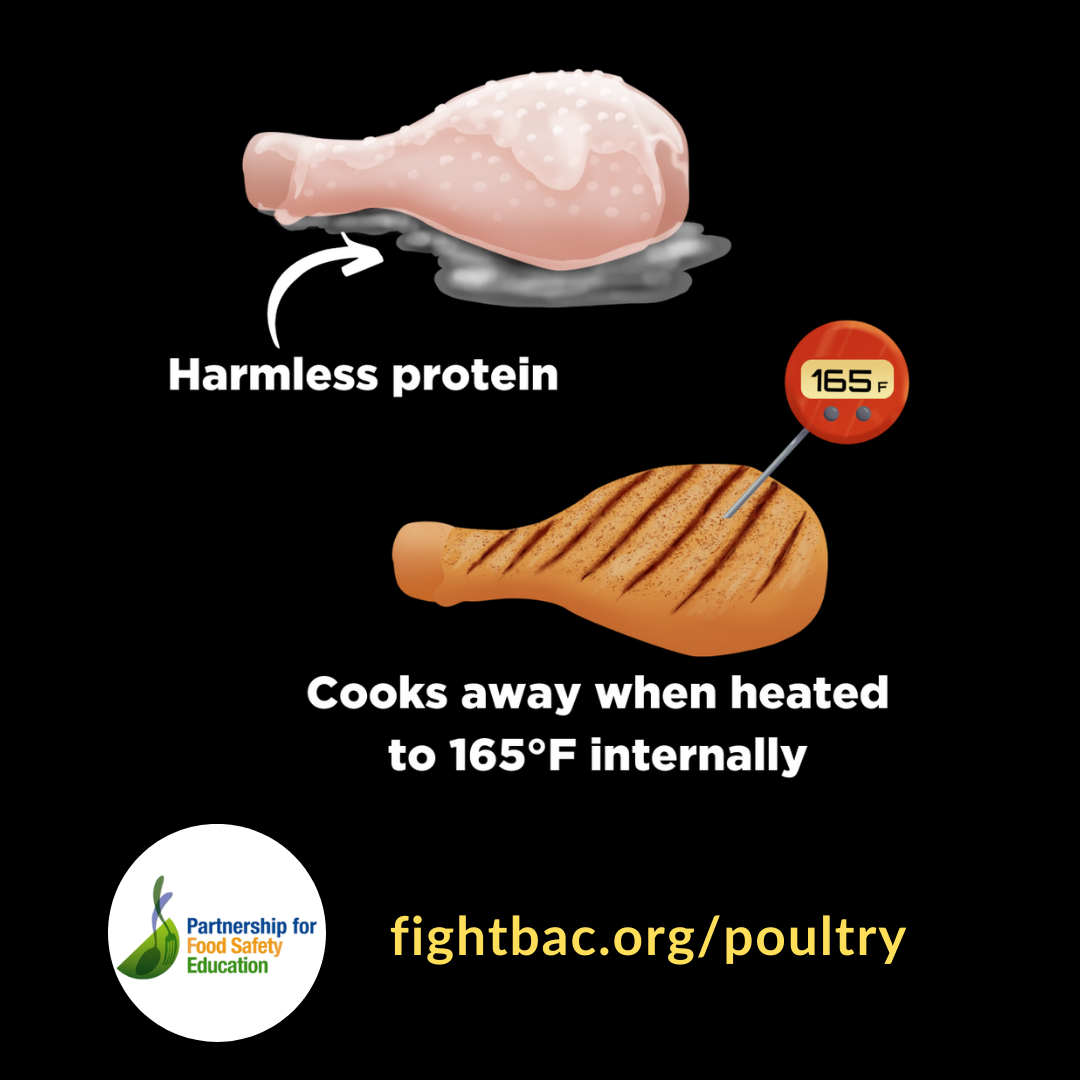 Harmless protein
165 F
Cooks away when heated
to 165°F internally
Partnership for
Food Safety
Education
fightbac.org/poultry